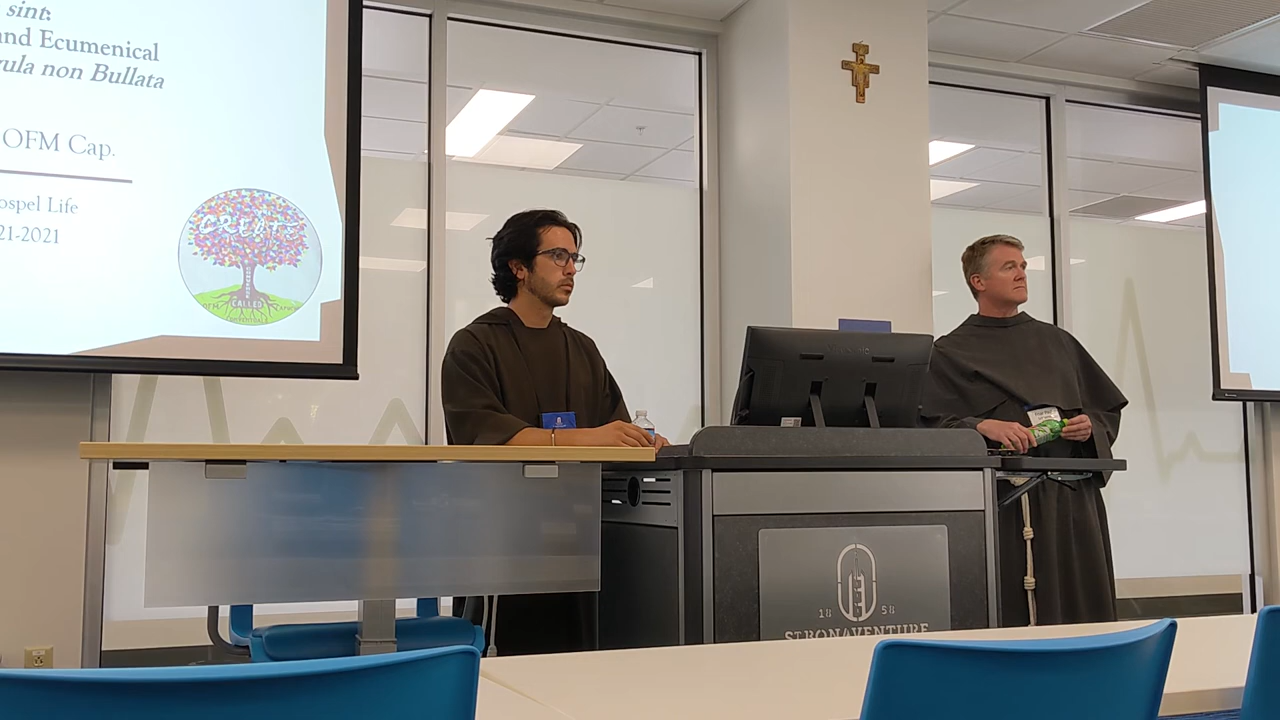 sint:
and Ecumenical
ula non Bullata
OFM Cap.
ospel Life
21-2021
CALLED
18 58
ST. BONAVENTURE